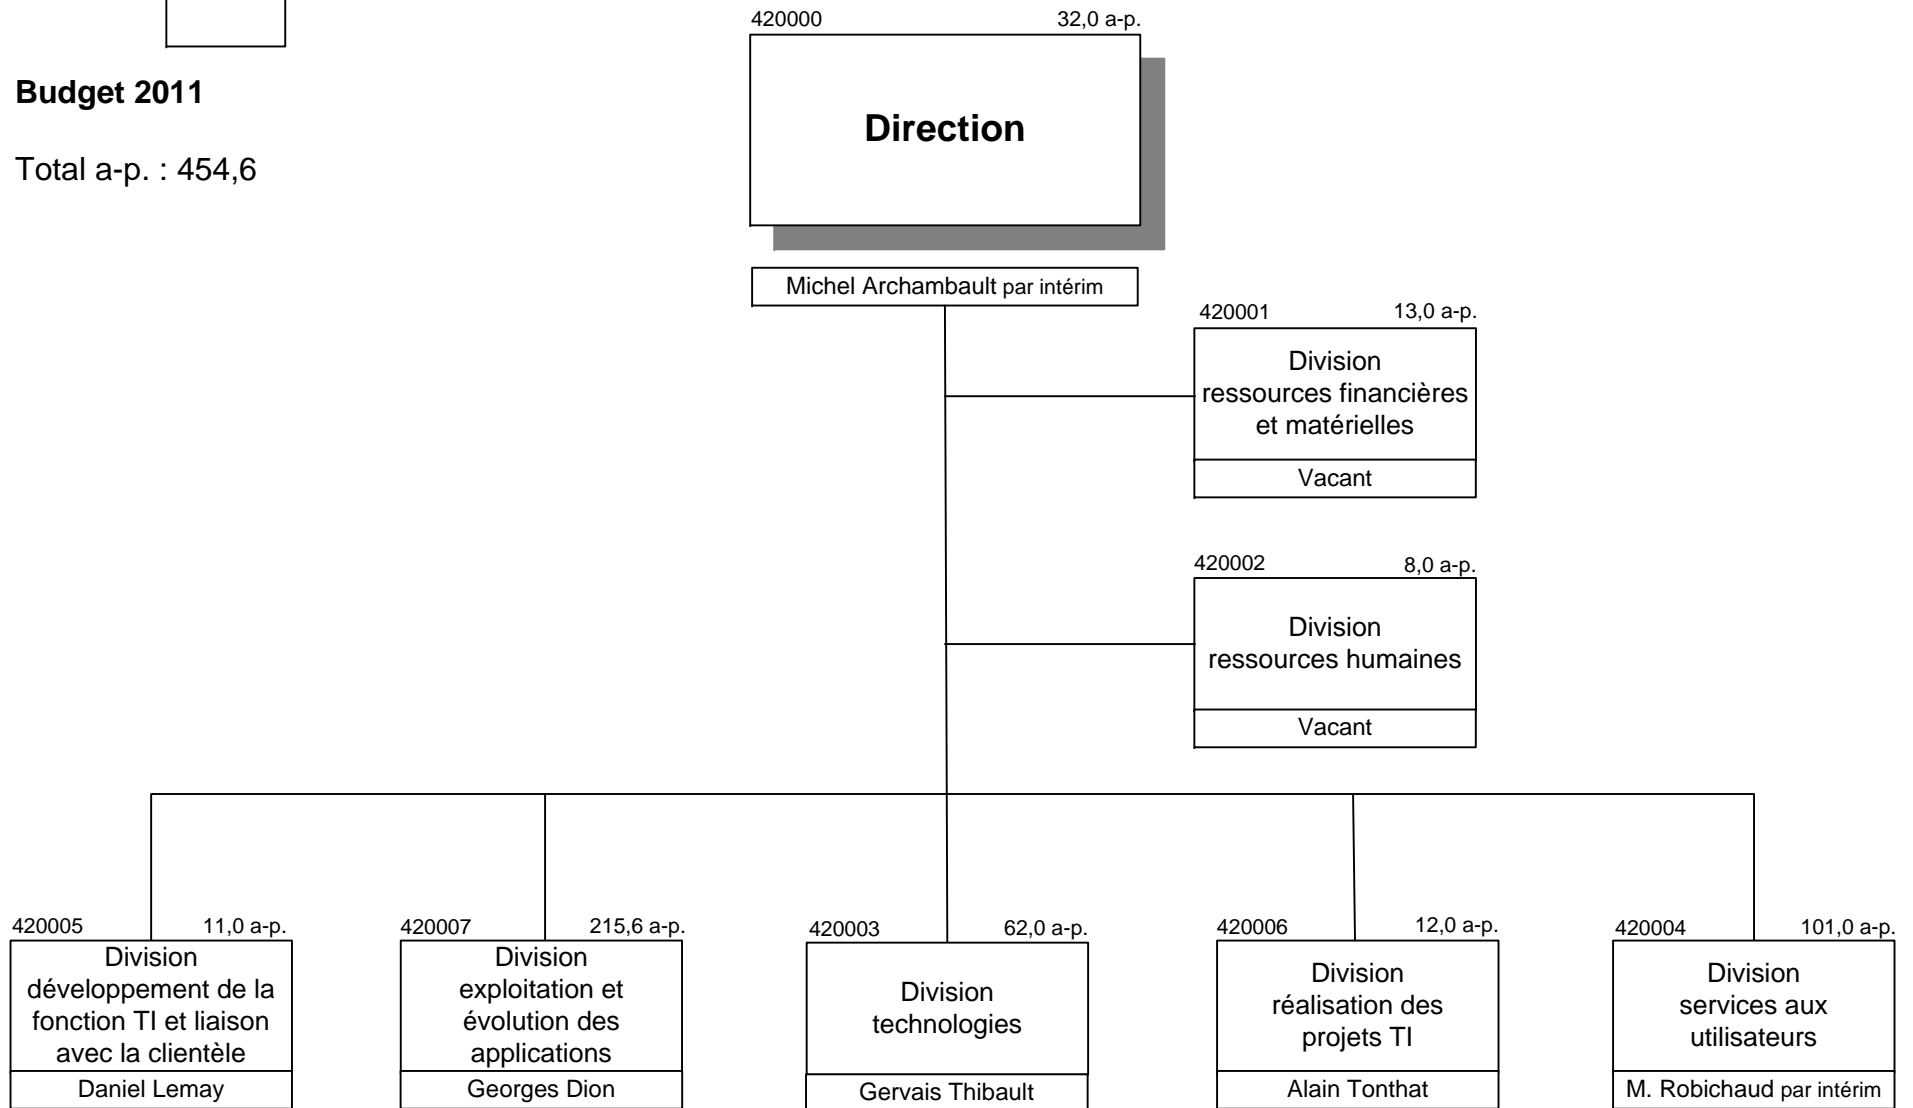 420000 32,0 a-p.
Budget 2011
Direction
Total a-p. : 454,6
Michel Archambault par intérim
420001 13,0 a-p.
Division
ressources financières
et matérielles
Vacant
420002 8,0 a-p.
Division
ressources humaines
Vacant
420005 11,0 a-p.
Division
développement de la
fonction TI et liaison
avec la clientèle
Daniel Lemay
420007 215,6 a-p.
Division
exploitation et
évolution des
applications
Georges Dion
420003 62,0 a-p.
Division
technologies
Gervais Thibault
420006 12,0 a-p.
Division
réalisation des
projets TI
Alain Tonthat
420004 101,0 a-p.
Division
services aux
utilisateurs
M. Robichaud par intérim